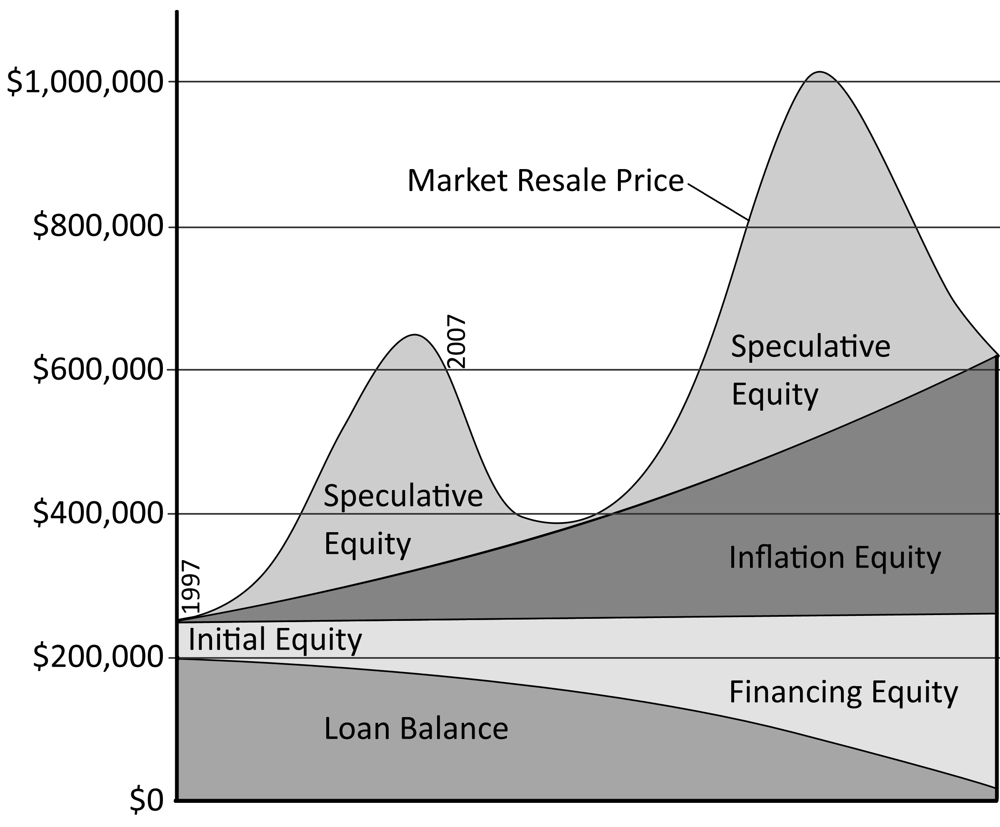 $1,000,000
Market Resale Price
$800,000
2007
Speculative
Equity
$600,000
Speculative
Equity
$400,000
Inflation Equity
1997
Initial Equity
$200,000
Financing Equity
Loan Balance
$0